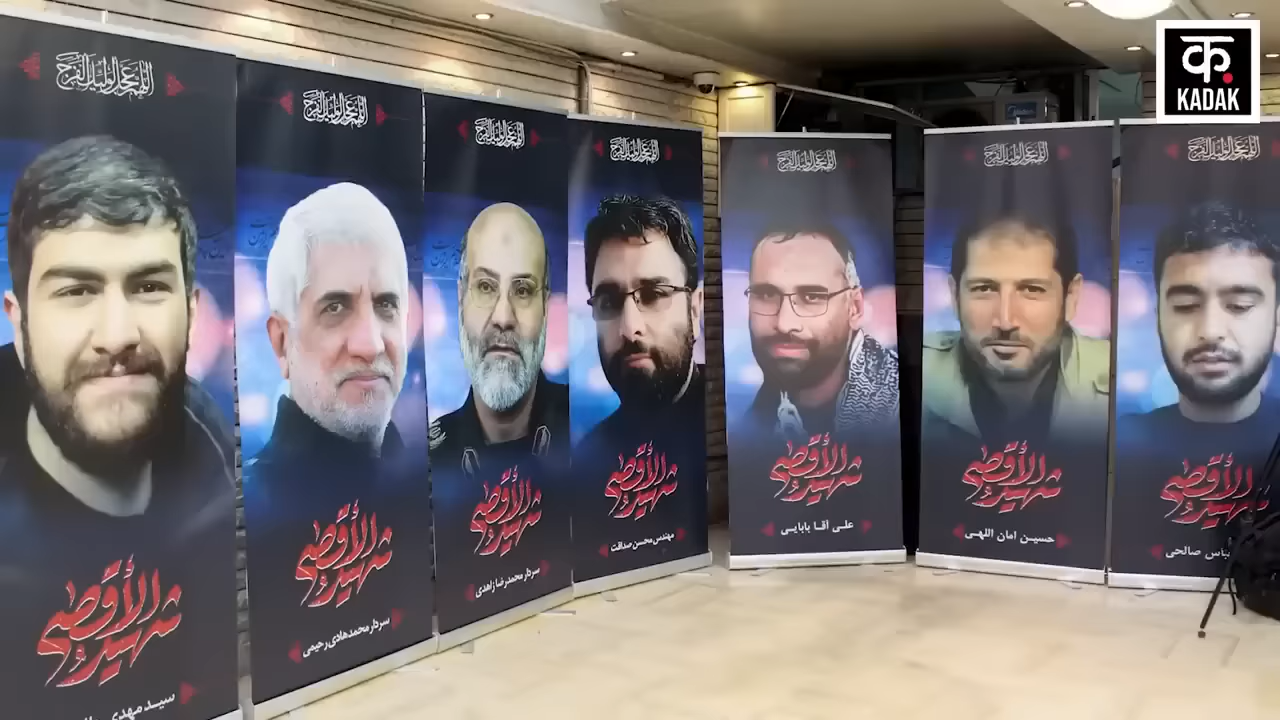 اللهم عجل لولیک الفرج
شهید الأقصی
سید مهدی
اللهم عجل لولیک الفرج
شهید الأقصی
سردار محمدهادی رحیمی
اللهم عجل لولیک الفرج
شهید الأقصی
سردار محمدرضا زاهدی
اللهم عجل لولیک الفرج
شهید الأقصی
مهندس محسن صداقت
اللهم عجل لولیک الفرج
شهید الأقصی
علی آقا بابایی
اللهم عجل لولیک الفرج
شهید الأقصی
حسین امان اللهی
اللهم عجل لولیک الفرج
شهید الأقصی
صالحی
क.
KADAK